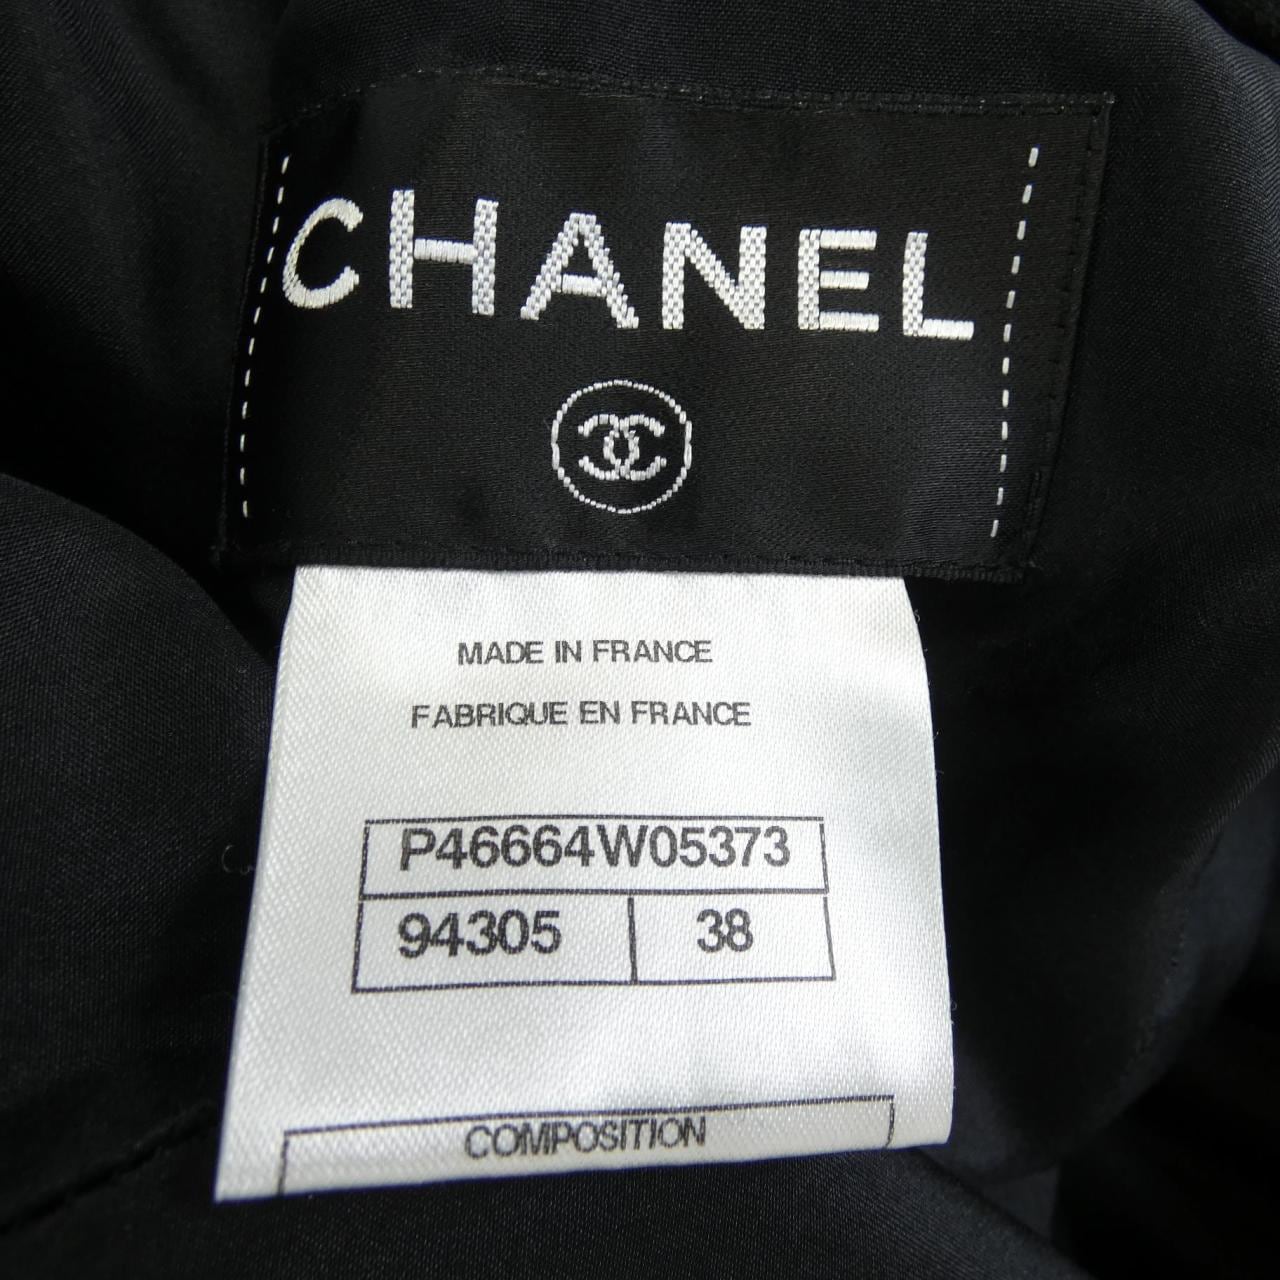 CHANEL
MADE IN FRANCE
FABRIQUE EN FRANCE
P46664W05373
94305 38
COMPOSITION